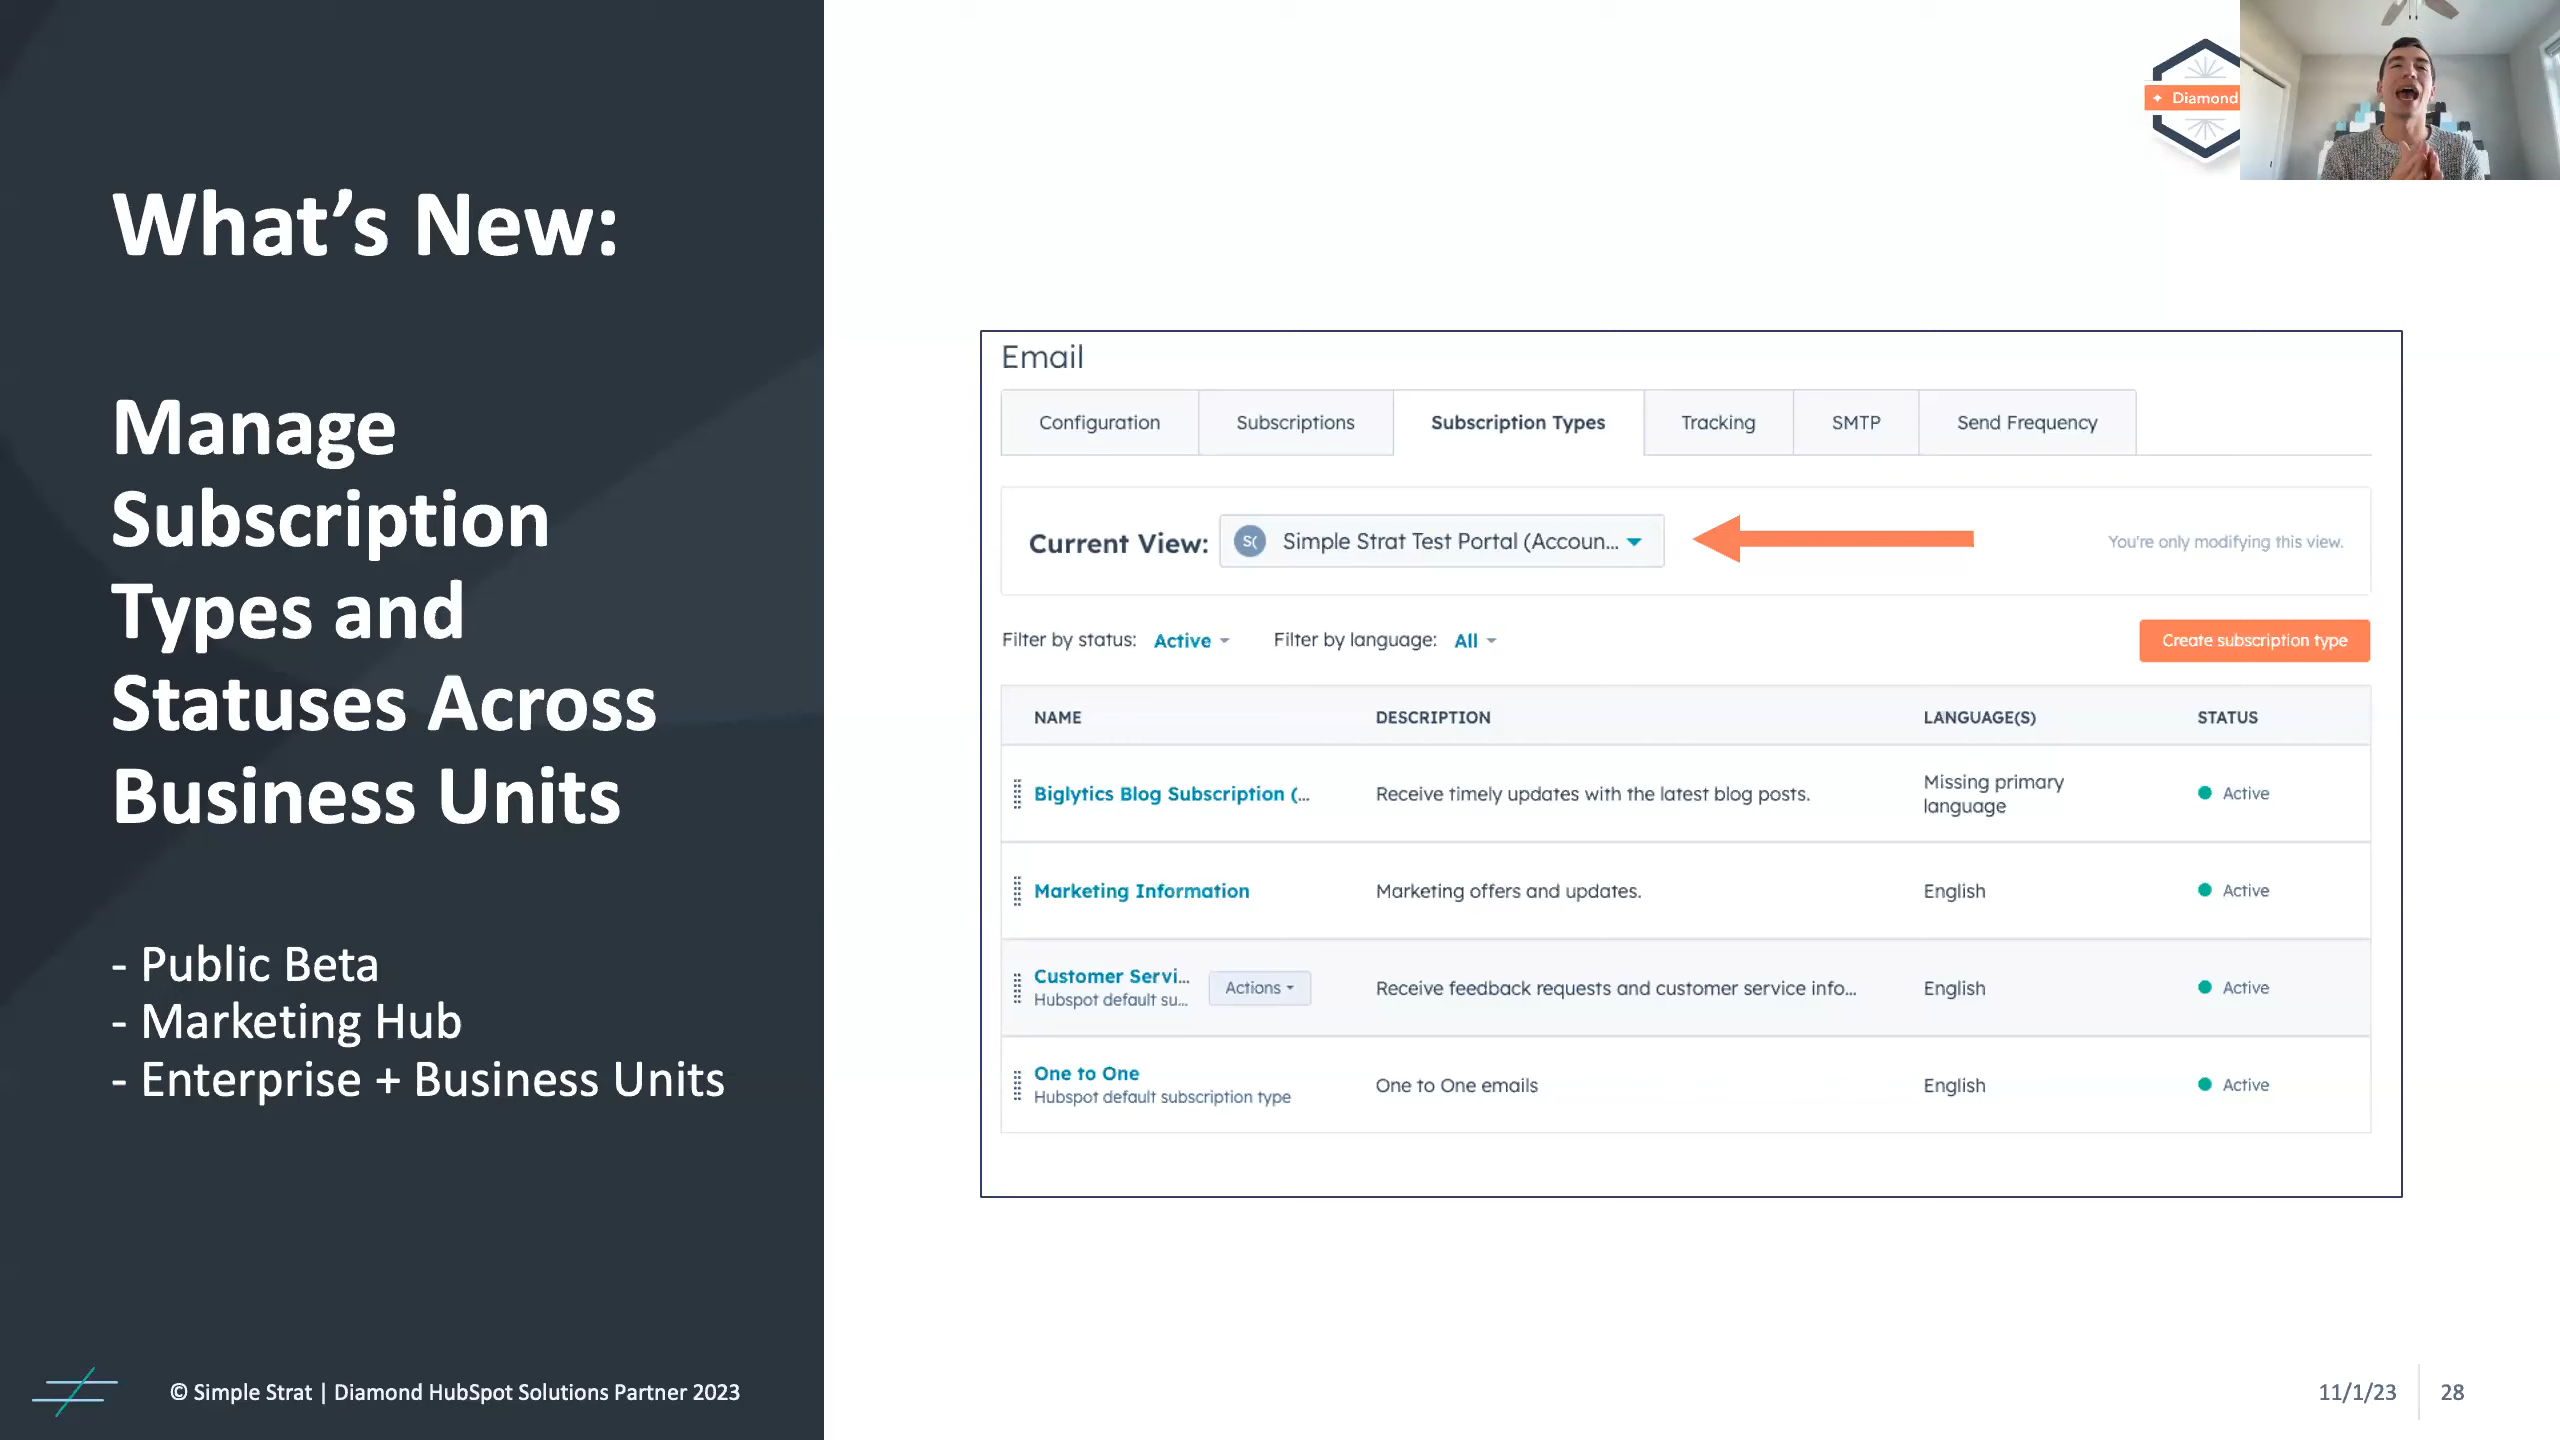 What's New:
Manage
Subscription
Types and
Statuses Across
Business Units
- Public Beta
- Marketing Hub
- Enterprise + Business Units
© Simple Strat | Diamond HubSpot Solutions Partner 2023
Diamond
Email
Configuration
Subscriptions
Subscription Types
Tracking
SMTP
Send Frequency
Current View:
S( Simple Strat Test Portal (Accoun...
You're only modifying this view.
Filter by status: Active
Filter by language: All
Create subscription type
NAME DESCRIPTION LANGUAGE(S) STATUS
Biglytics Blog Subscription (...
Receive timely updates with the latest blog posts.
Missing primary
language
Active
Marketing Information
Marketing offers and updates.
English
Active
Customer Servi...
Hubspot default su...
Actions
Receive feedback requests and customer service info...
English
Active
One to One
Hubspot default subscription type
One to One emails
English
Active
11/1/23
28